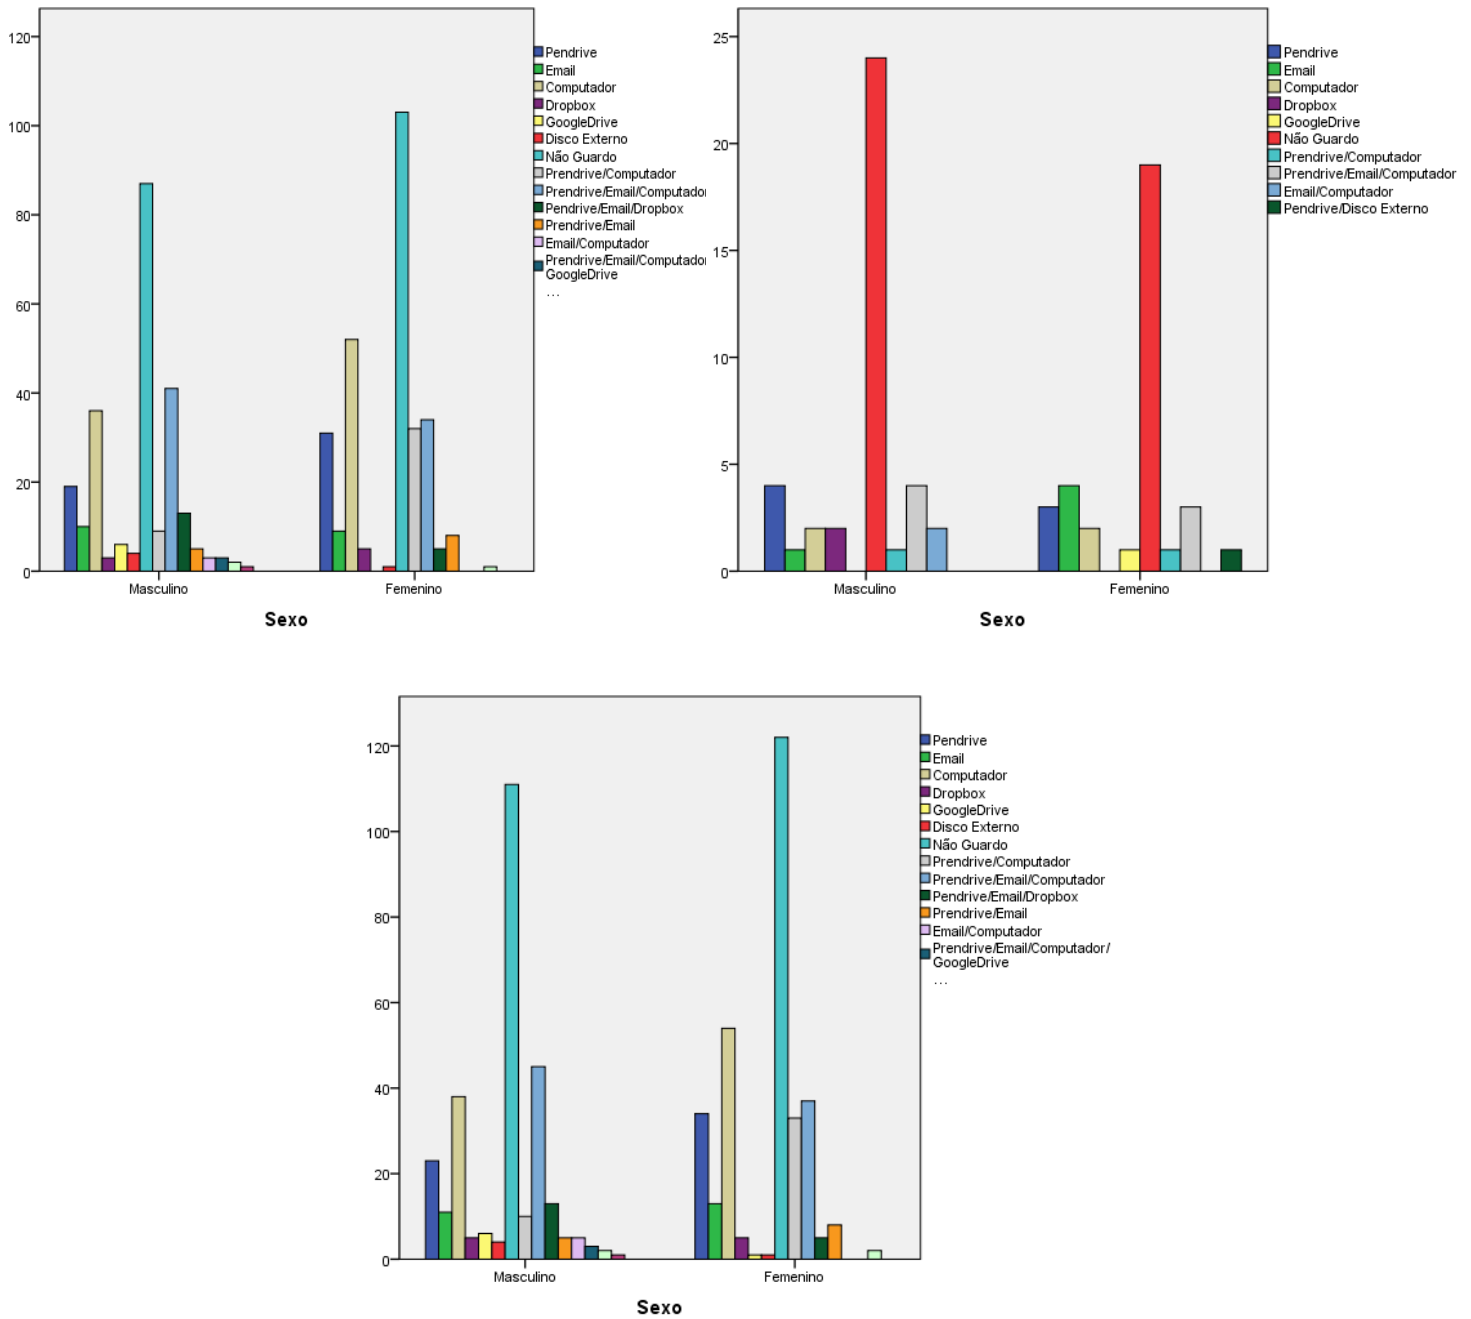 120
100
80
60
40
20
0
Masculino
Femenino
Sexo
Pendrive
Email
Computador
Dropbox
GoogleDrive
Disco Externo
Não Guardo
Prendrive/Computador
Prendrive/Email/Computador
Pendrive/Email/Dropbox
Prendrive/Email
Email/Computador
Prendrive/Email/Computador
GoogleDrive
...
25
20
15
10
5
0
Masculino
Femenino
Sexo
Pendrive
Email
Computador
Dropbox
GoogleDrive
Não Guardo
Prendrive/Computador
Prendrive/Email/Computador
Email/Computador
Pendrive/Disco Externo
120
100
80
60
40
20
0
Masculino
Femenino
Sexo
Pendrive
Email
Computador
Dropbox
GoogleDrive
Disco Externo
Não Guardo
Prendrive/Computador
Prendrive/Email/Computador
Pendrive/Email/Dropbox
Prendrive/Email
Email/Computador
Prendrive/Email/Computador/
GoogleDrive
...